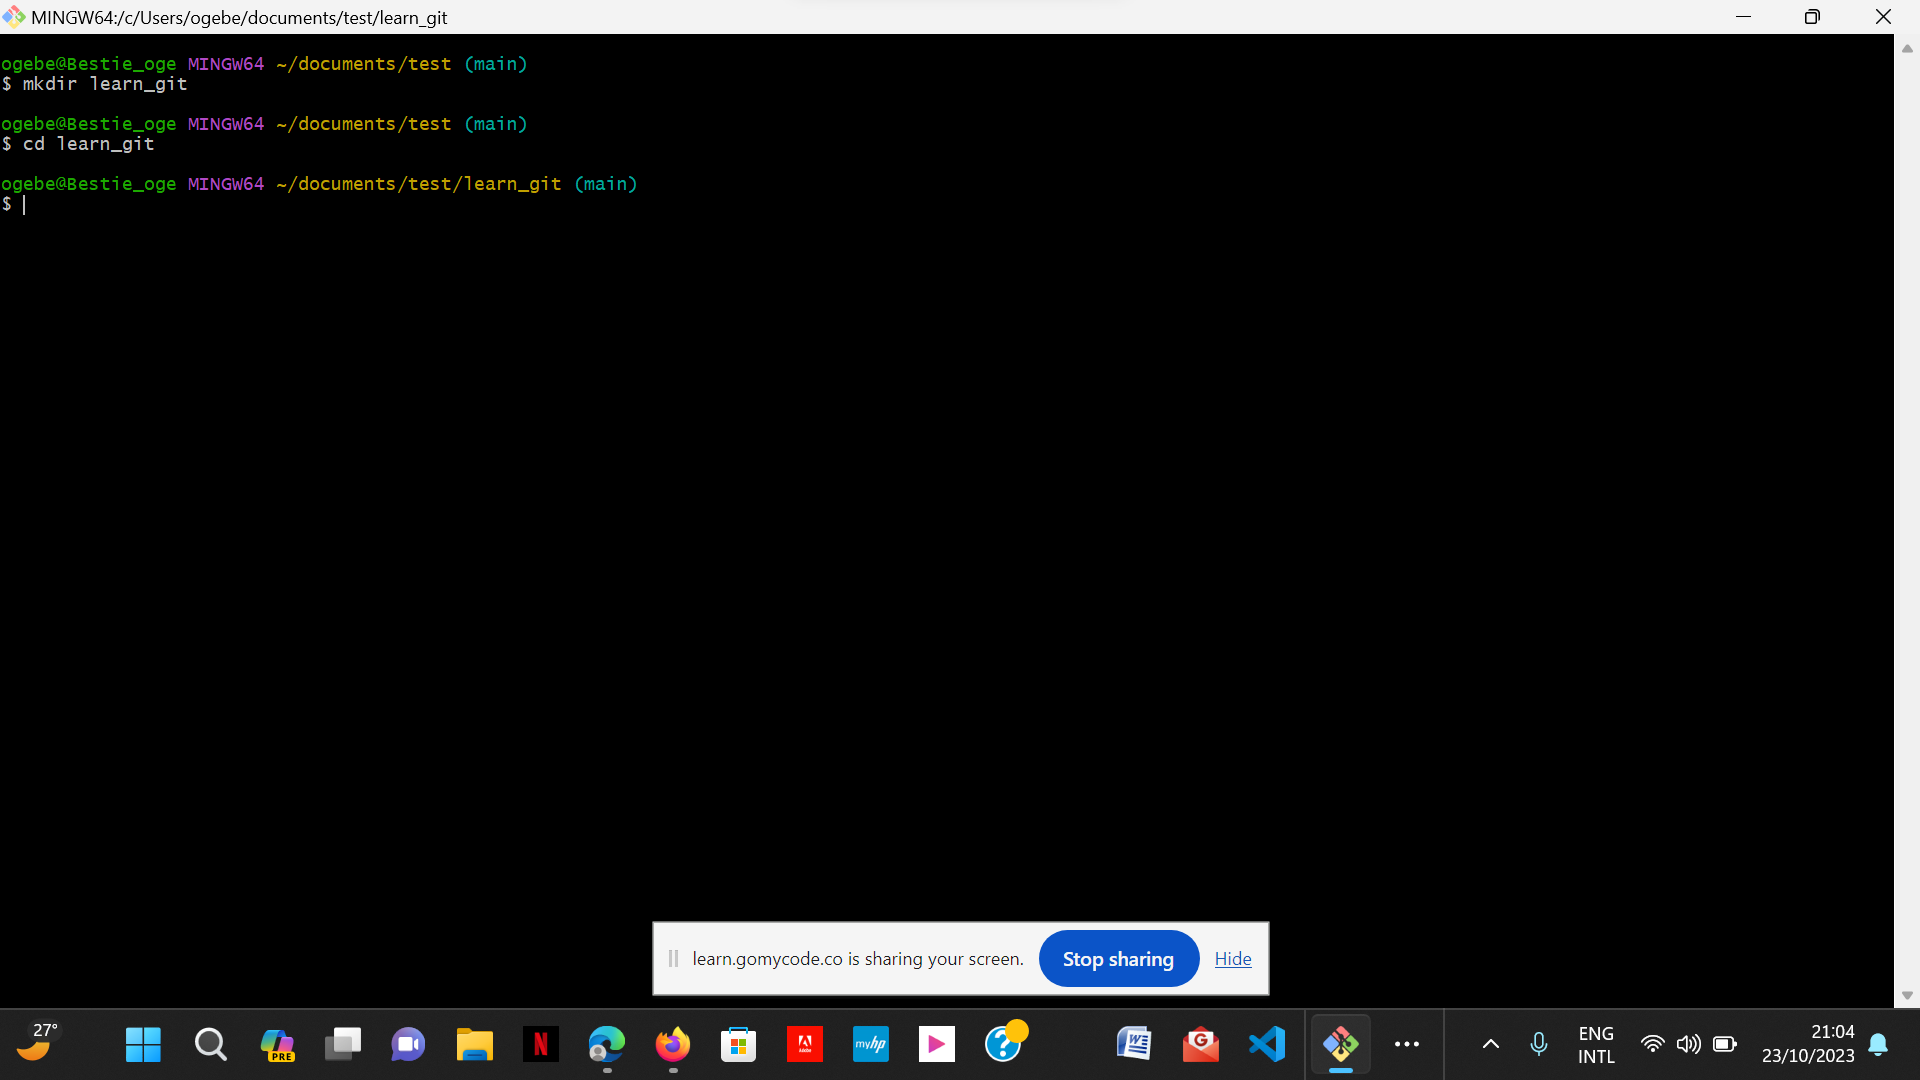 MINGW64:/c/Users/ogebe/documents/test/learn_git
ogebe@Bestie_oge MINGW64 ~/documents/test (main)
$ mkdir learn_git
ogebe@Bestie_oge MINGW64 ~/documents/test (main)
$ cd learn_git
ogebe@Bestie_oge MINGW64 ~/documents/test/learn_git (main)
$
learn.gomycode.co is sharing your screen. Stop sharing Hide
27°
PRE
N
Adobe
myhp
?
W
G
ENG
INTL
21:04
23/10/2023